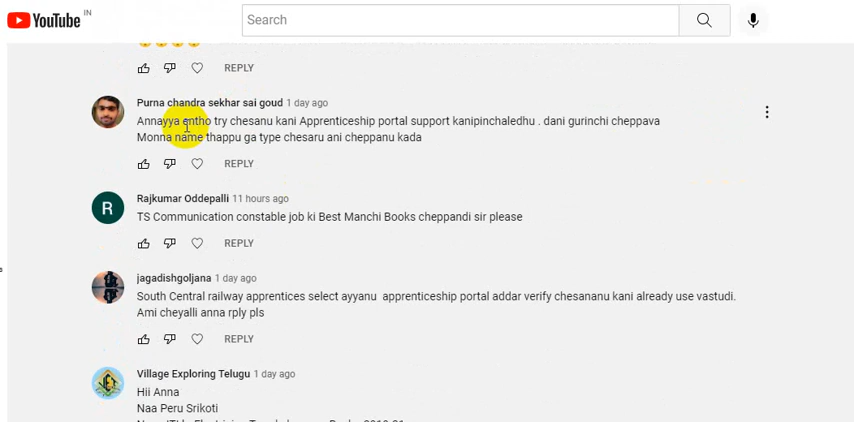 YouTube IN
Search
REPLY
Purna chandra sekhar sai goud 1 day ago
Annayya entho try chesanu kani Apprenticeship portal support kanipinchaledhu . dani gurinchi cheppava
Monna name thappu ga type chesaru ani cheppanu kada
REPLY
R
Rajkumar Oddepalli 11 hours ago
TS Communication constable job ki Best Manchi Books cheppandi sir please
REPLY
jagadishgoljana 1 day ago
South Central railway apprentices select ayyanu apprenticeship portal addar verify chesananu kani already use vastudi.
Ami cheyalli anna rply pls
REPLY
Village Exploring Telugu 1 day ago
Hii Anna
Naa Peru Srikoti